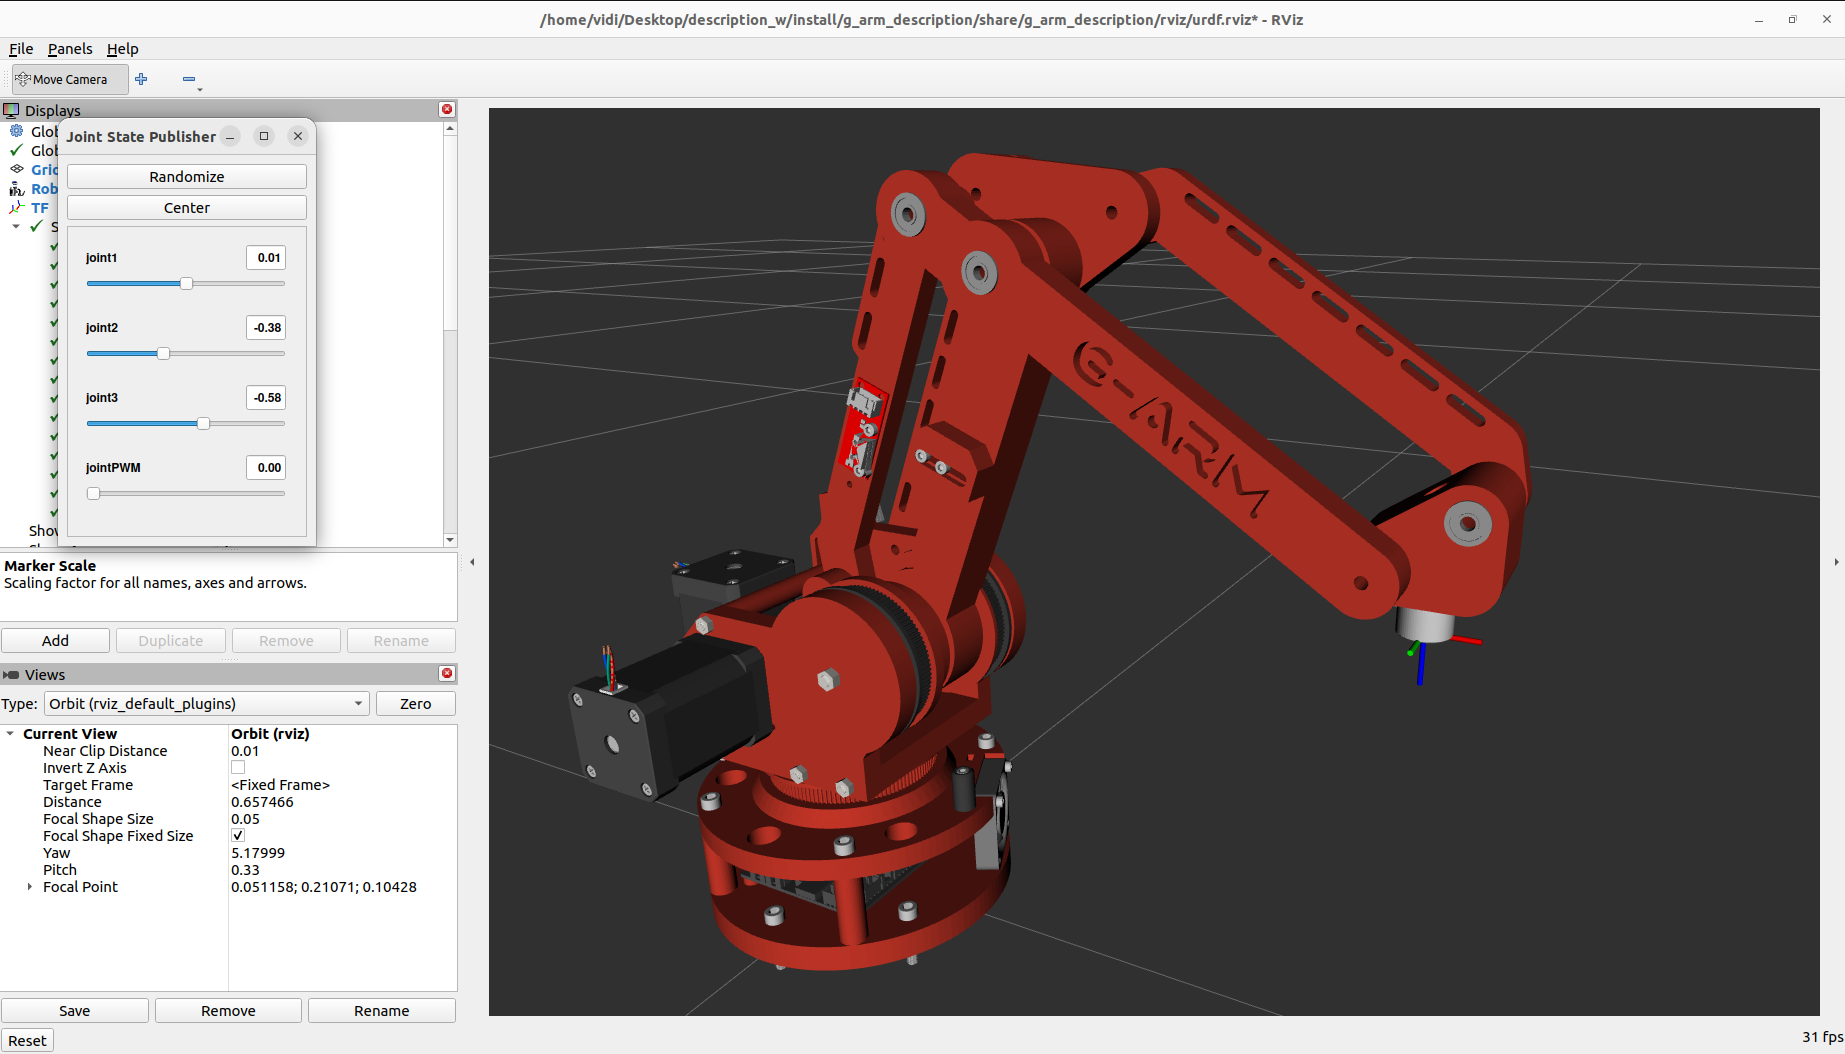 /home/vidi/Desktop/description_w/install/g_arm_description/share/g_arm_description/rviz/urdf.rviz* - RViz
File Panels Help
Move Camera
Displays
Glob
Glob
Grid
Rob
TF
S
Show
Joint State Publisher
Randomize
Center
joint1 0.01
joint2 -0.38
joint3 -0.58
jointPWM 0.00
Marker Scale
Scaling factor for all names, axes and arrows.
Add Duplicate Remove Rename
Views
Type: Orbit (rviz_default_plugins) Zero
Current View Orbit (rviz)
Near Clip Distance 0.01
Invert Z Axis
Target Frame <Fixed Frame>
Distance 0.657466
Focal Shape Size 0.05
Focal Shape Fixed Size
Yaw 5.17999
Pitch 0.33
Focal Point 0.051158; 0.21071; 0.10428
Save Remove Rename
Reset
G-ARM
31 fps